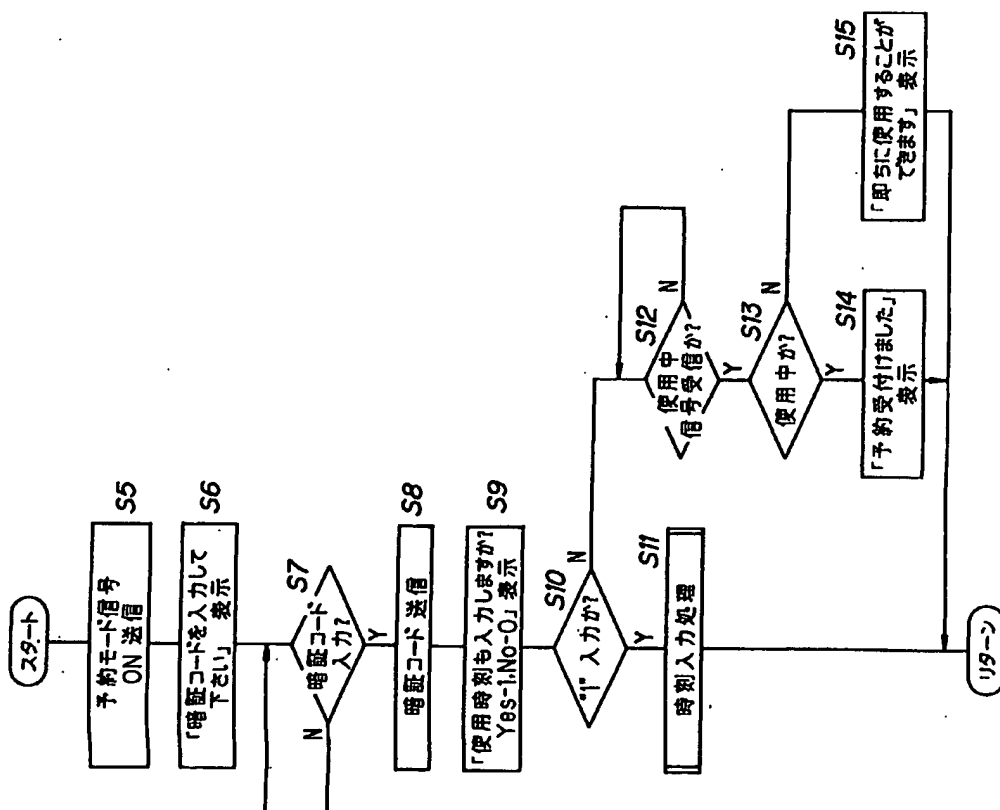 スタート
S5
予約モード信号
ON 送信
S6
「暗証コードを入力して
下さい」 表示
S7
暗証コード
入力?
N
Y
S8
暗証コード 送信
S9
「使用時刻も入力しますか?
Yes-1.No-0」表示
S10
“1” 入力か?
N
Y
S11
時刻入力処理
S12
使用中
信号受信か?
N
Y
S13
使用中か?
N
Y
S14
「予約受付けました」
表示
S15
「即ちに使用することが
できます」 表示
リターン